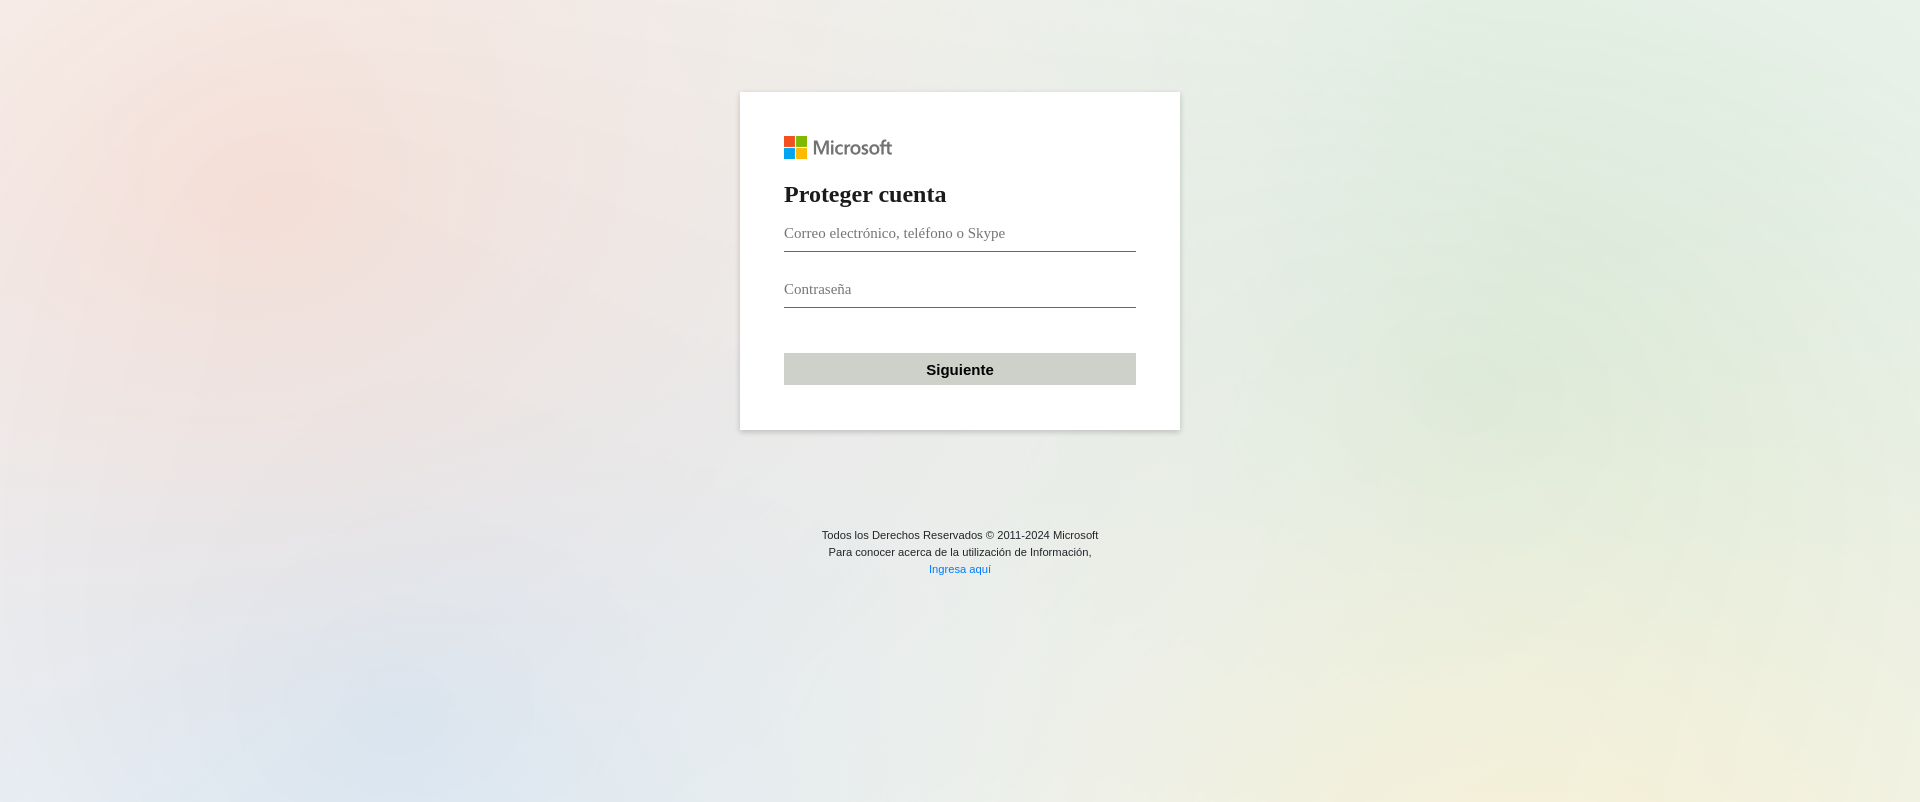 Microsoft
Proteger cuenta
Correo electrónico, teléfono o Skype
Contraseña
Siguiente
Todos los Derechos Reservados © 2011-2024 Microsoft
Para conocer acerca de la utilización de Información,
Ingresa aquí